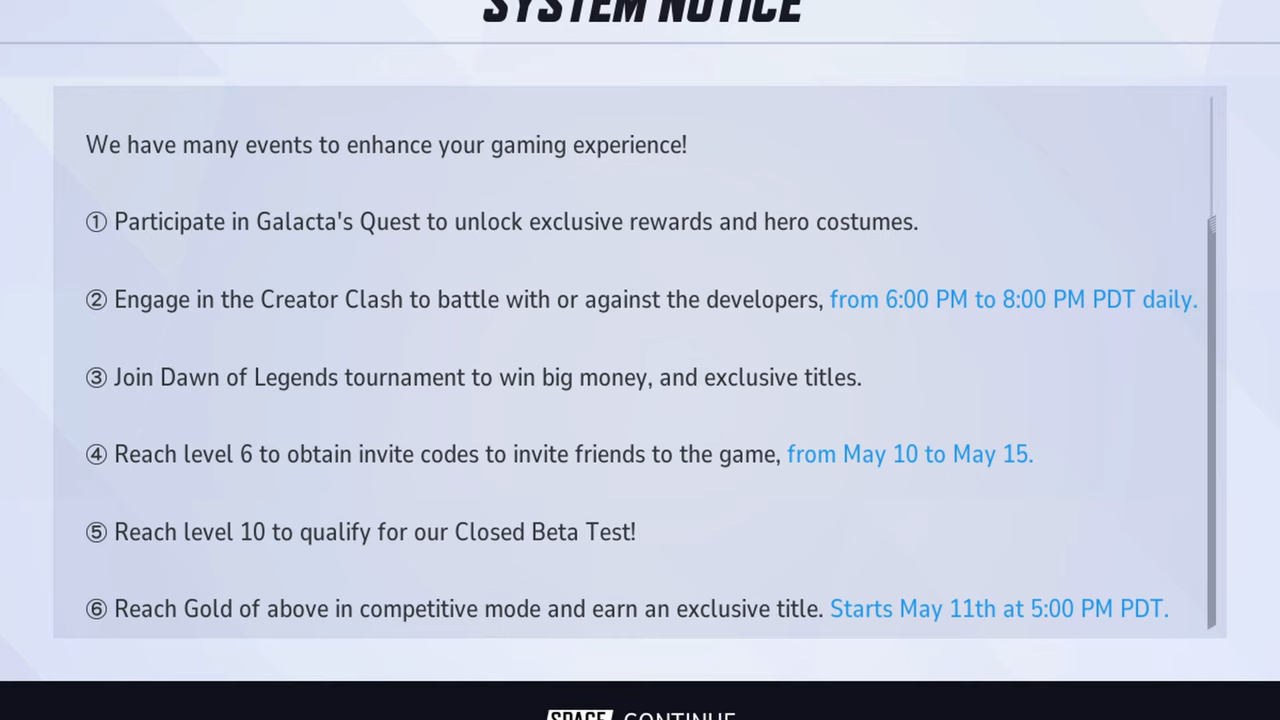 SYSTEM NOTICE
We have many events to enhance your gaming experience!
① Participate in Galacta's Quest to unlock exclusive rewards and hero costumes.
② Engage in the Creator Clash to battle with or against the developers, from 6:00 PM to 8:00 PM PDT daily.
③ Join Dawn of Legends tournament to win big money, and exclusive titles.
④ Reach level 6 to obtain invite codes to invite friends to the game, from May 10 to May 15.
⑤ Reach level 10 to qualify for our Closed Beta Test!
⑥ Reach Gold of above in competitive mode and earn an exclusive title. Starts May 11th at 5:00 PM PDT.
SPACE CONTINUE